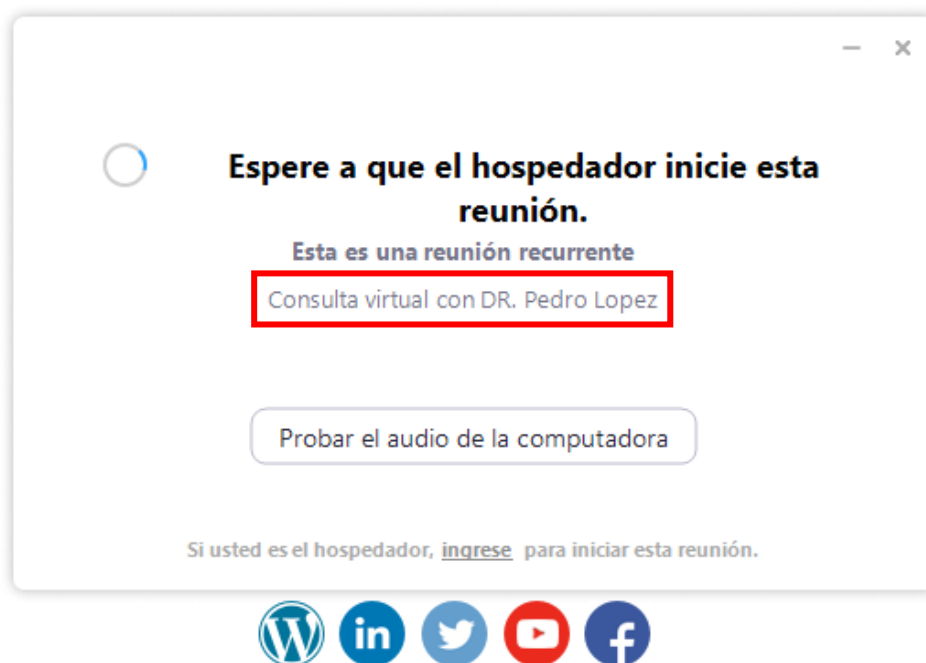 Espere a que el hospedador inicie esta
reunión.
Esta es una reunión recurrente
Consulta virtual con DR. Pedro Lopez
Probar el audio de la computadora
Si usted es el hospedador, ingrese para iniciar esta reunión.